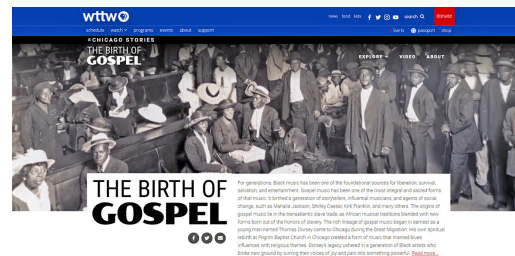 wttw
news food kids
search
donate
schedule watch programs events about support
live tv passport shop
CHICAGO STORIES
THE BIRTH OF
GOSPEL
EXPLORE VIDEO ABOUT
THE BIRTH OF
GOSPEL
For generations, Black music has been one of the foundational sources for liberation, survival,
salvation, and entertainment. Gospel music has been one of the most integral and sacred forms
of that music. It birthed a generation of storytellers, influential musicians, and agents of social
change, such as Mahalia Jackson, Shirley Caesar, Kirk Franklin, and many others. The origins of
gospel music lie in the transatlantic slave trade, as African musical traditions blended with new
forms born out of the horrors of slavery. The rich lineage of gospel music began in earnest as a
young man named Thomas Dorsey came to Chicago during the Great Migration. His own spiritual
rebirth at Pilgrim Baptist Church in Chicago created a form of music that married blues
influences with religious themes. Dorsey's legacy ushered in a generation of Black artists who
broke new ground by turning their voices of joy and pain into something powerful. Read more...